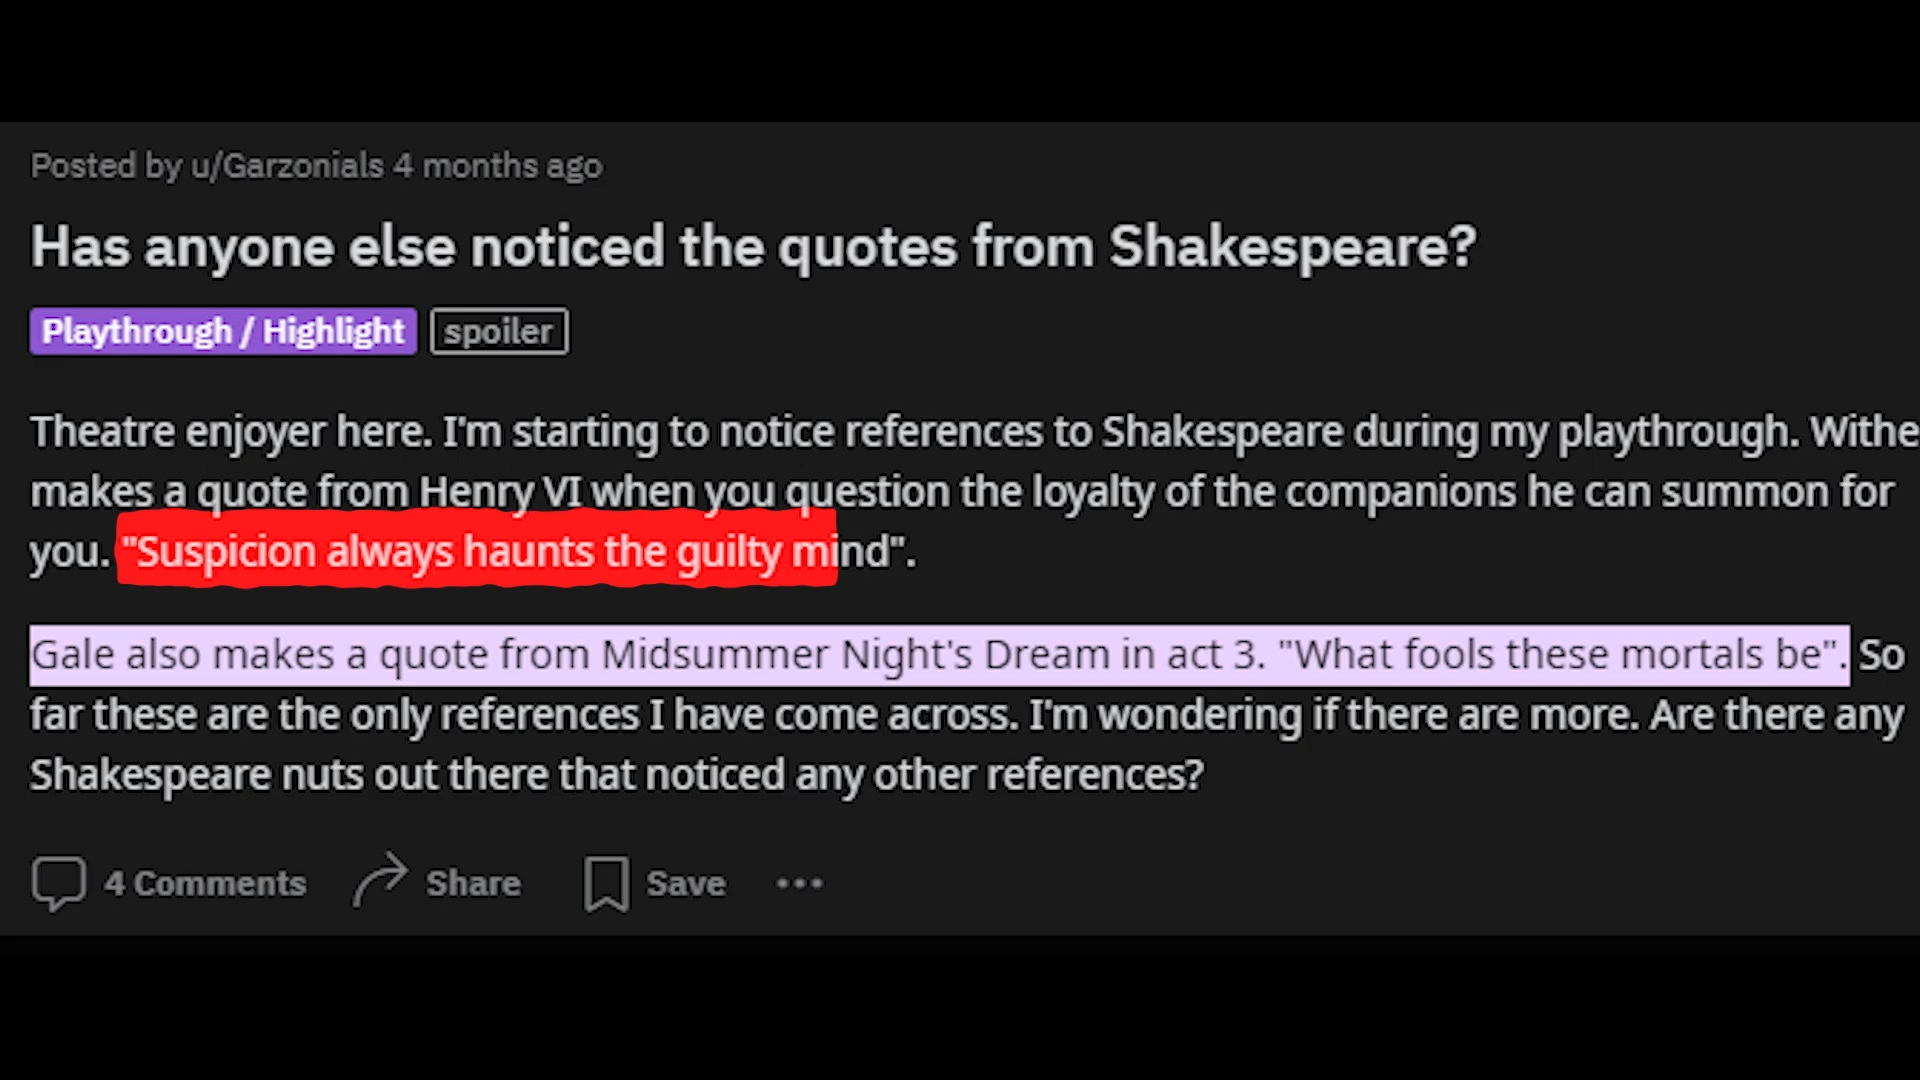 Posted by u/Garzonials 4 months ago
Has anyone else noticed the quotes from Shakespeare?
Playthrough / Highlight spoiler
Theatre enjoyer here. I'm starting to notice references to Shakespeare during my playthrough. Withe
makes a quote from Henry VI when you question the loyalty of the companions he can summon for
you. "Suspicion always haunts the guilty mind".
Gale also makes a quote from Midsummer Night's Dream in act 3. "What fools these mortals be". So
far these are the only references I have come across. I'm wondering if there are more. Are there any
Shakespeare nuts out there that noticed any other references?
4 Comments Share Save